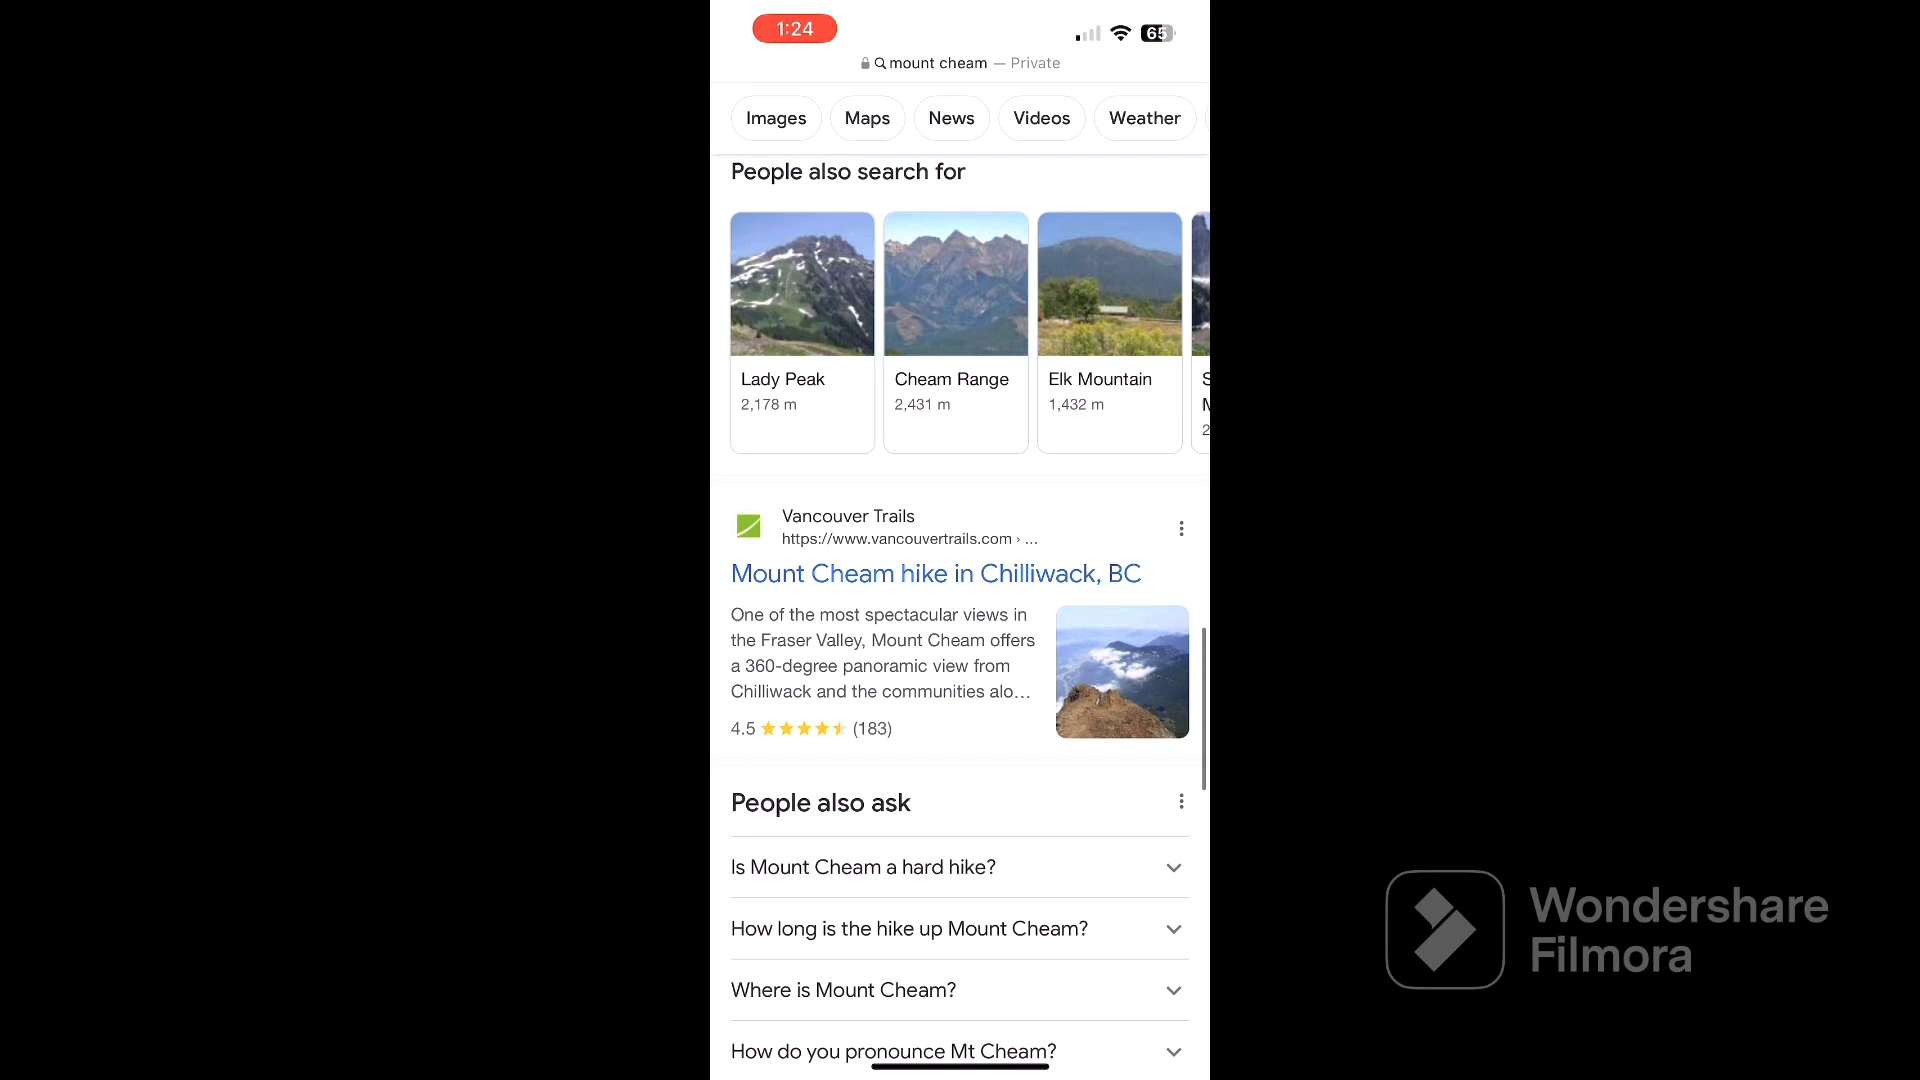 1:24
65
mount cheam — Private
Images
Maps
News
Videos
Weather
People also search for
Lady Peak
2,178 m
Cheam Range
2,431 m
Elk Mountain
1,432 m
S
M
2
Vancouver Trails
https://www.vancouvertrails.com › ...
Mount Cheam hike in Chilliwack, BC
One of the most spectacular views in
the Fraser Valley, Mount Cheam offers
a 360-degree panoramic view from
Chilliwack and the communities alo...
4.5 (183)
People also ask
Is Mount Cheam a hard hike?
How long is the hike up Mount Cheam?
Where is Mount Cheam?
How do you pronounce Mt Cheam?
Wondershare
Filmora